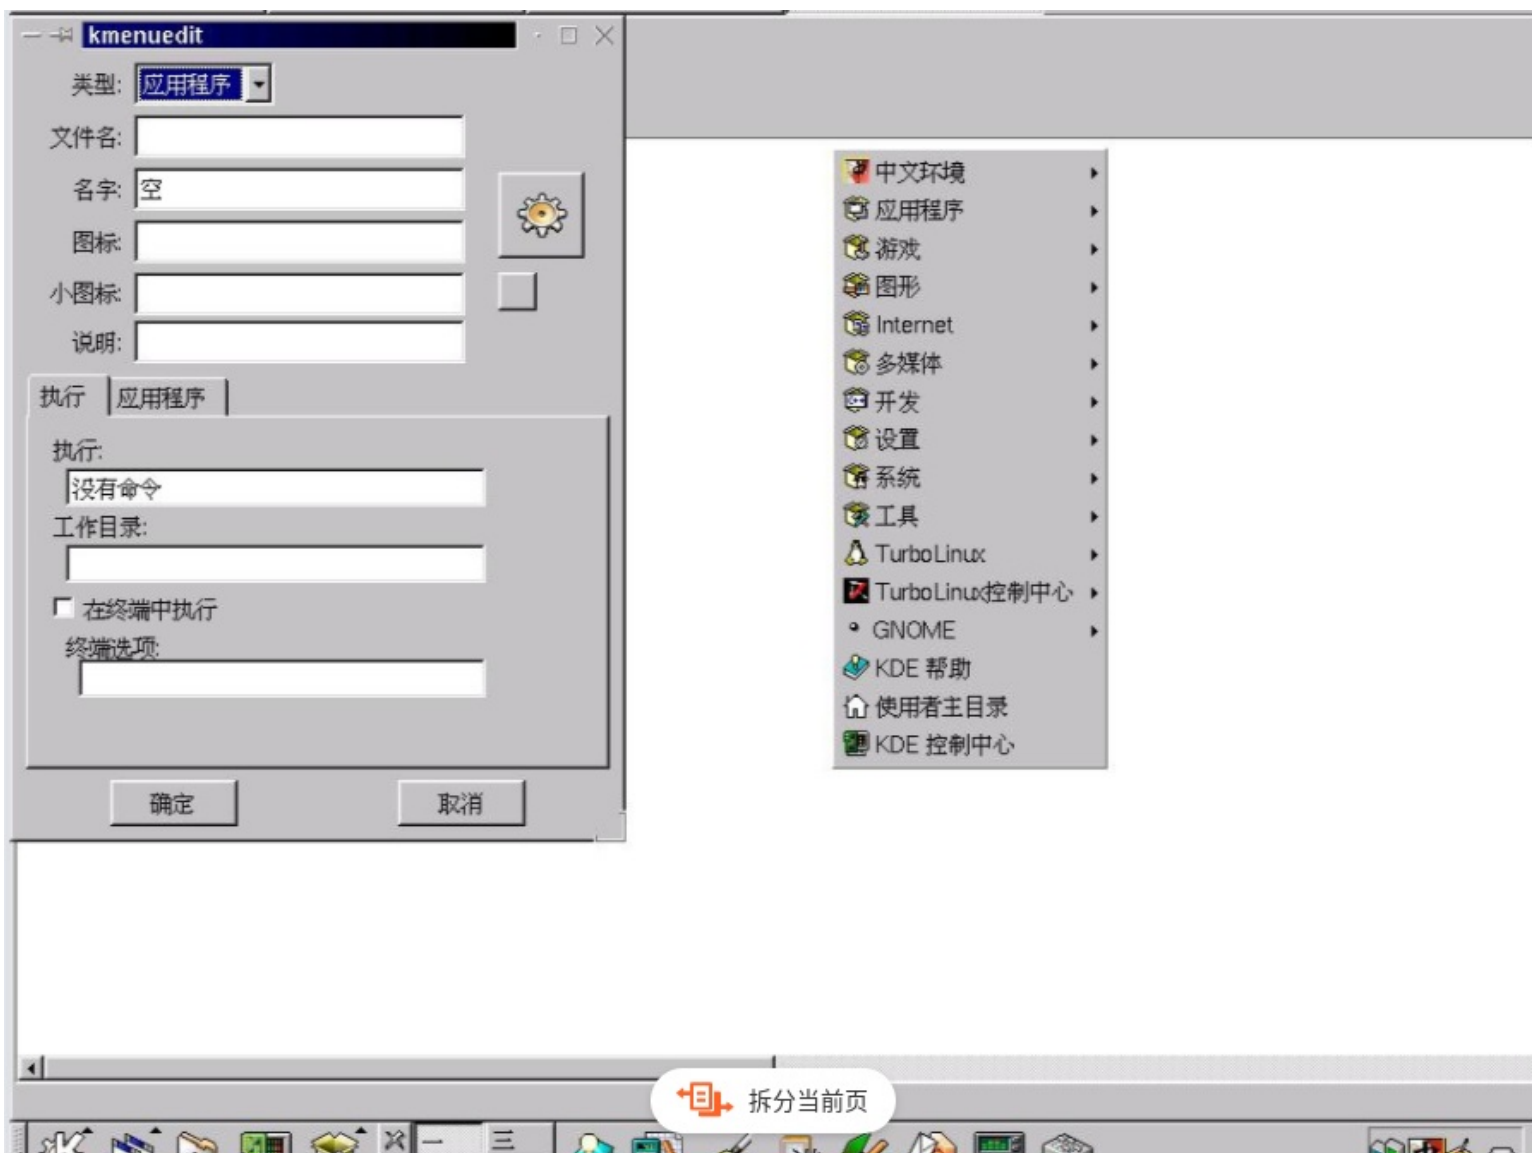 kmenuedit
类型: 应用程序
文件名:
名字: 空
图标:
小图标:
说明:
执行 应用程序
执行:
没有命令
工作目录:
在终端中执行
终端选项:
确定 取消
中文环境
应用程序
游戏
图形
Internet
多媒体
开发
设置
系统
工具
TurboLinux
TurboLinux控制中心
GNOME
KDE 帮助
使用者主目录
KDE 控制中心
拆分当前页
一 三